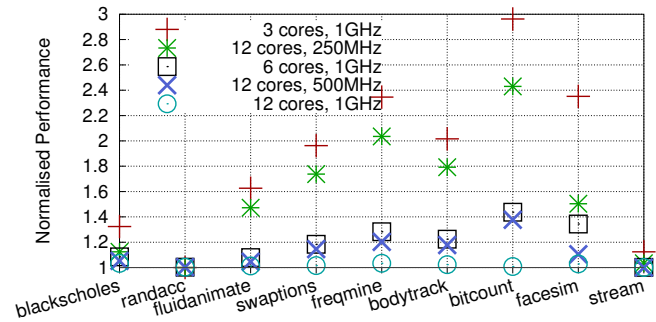 Normalised Performance
3
2.8
2.6
2.4
2.2
2
1.8
1.6
1.4
1.2
1
3 cores, 1GHz
12 cores, 250MHz
6 cores, 1GHz
12 cores, 500MHz
12 cores, 1GHz
blackscholes
randacc
fluidanimate
swaptions
freqmine
bodytrack
bitcount
facesim
stream